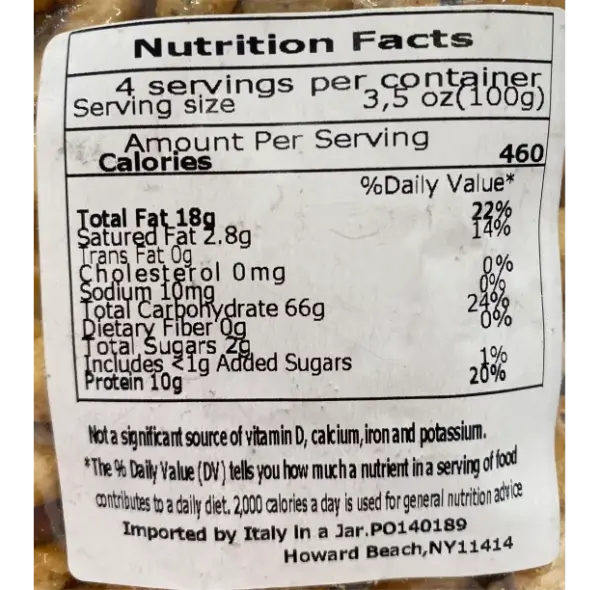 Nutrition Facts
4 servings per container
Serving size 3,5 oz(100g)
Amount Per Serving
Calories 460
%Daily Value*
Total Fat 18g 22%
Satured Fat 2.8g 14%
Trans Fat 0g
Cholesterol 0mg 0%
Sodium 10mg 0%
Total Carbohydrate 66g 24%
Dietary Fiber 0g 0%
Total Sugars 2g
Includes <1g Added Sugars 1%
Protein 10g 20%
Not a significant source of vitamin D, calcium, iron and potassium.
*The % Daily Value (DV) tells you how much a nutrient in a serving of food
contributes to a daily diet. 2,000 calories a day is used for general nutrition advice
Imported by Italy In a Jar.PO140189
Howard Beach,NY11414